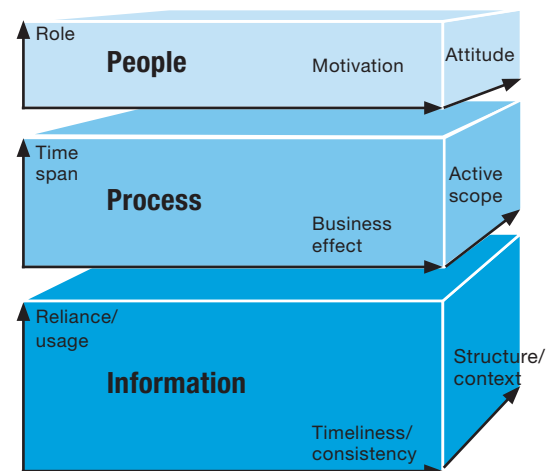 Role
People
Motivation
Attitude
Time
span
Process
Business
effect
Active
scope
Reliance/
usage
Information
Timeliness/
consistency
Structure/
context